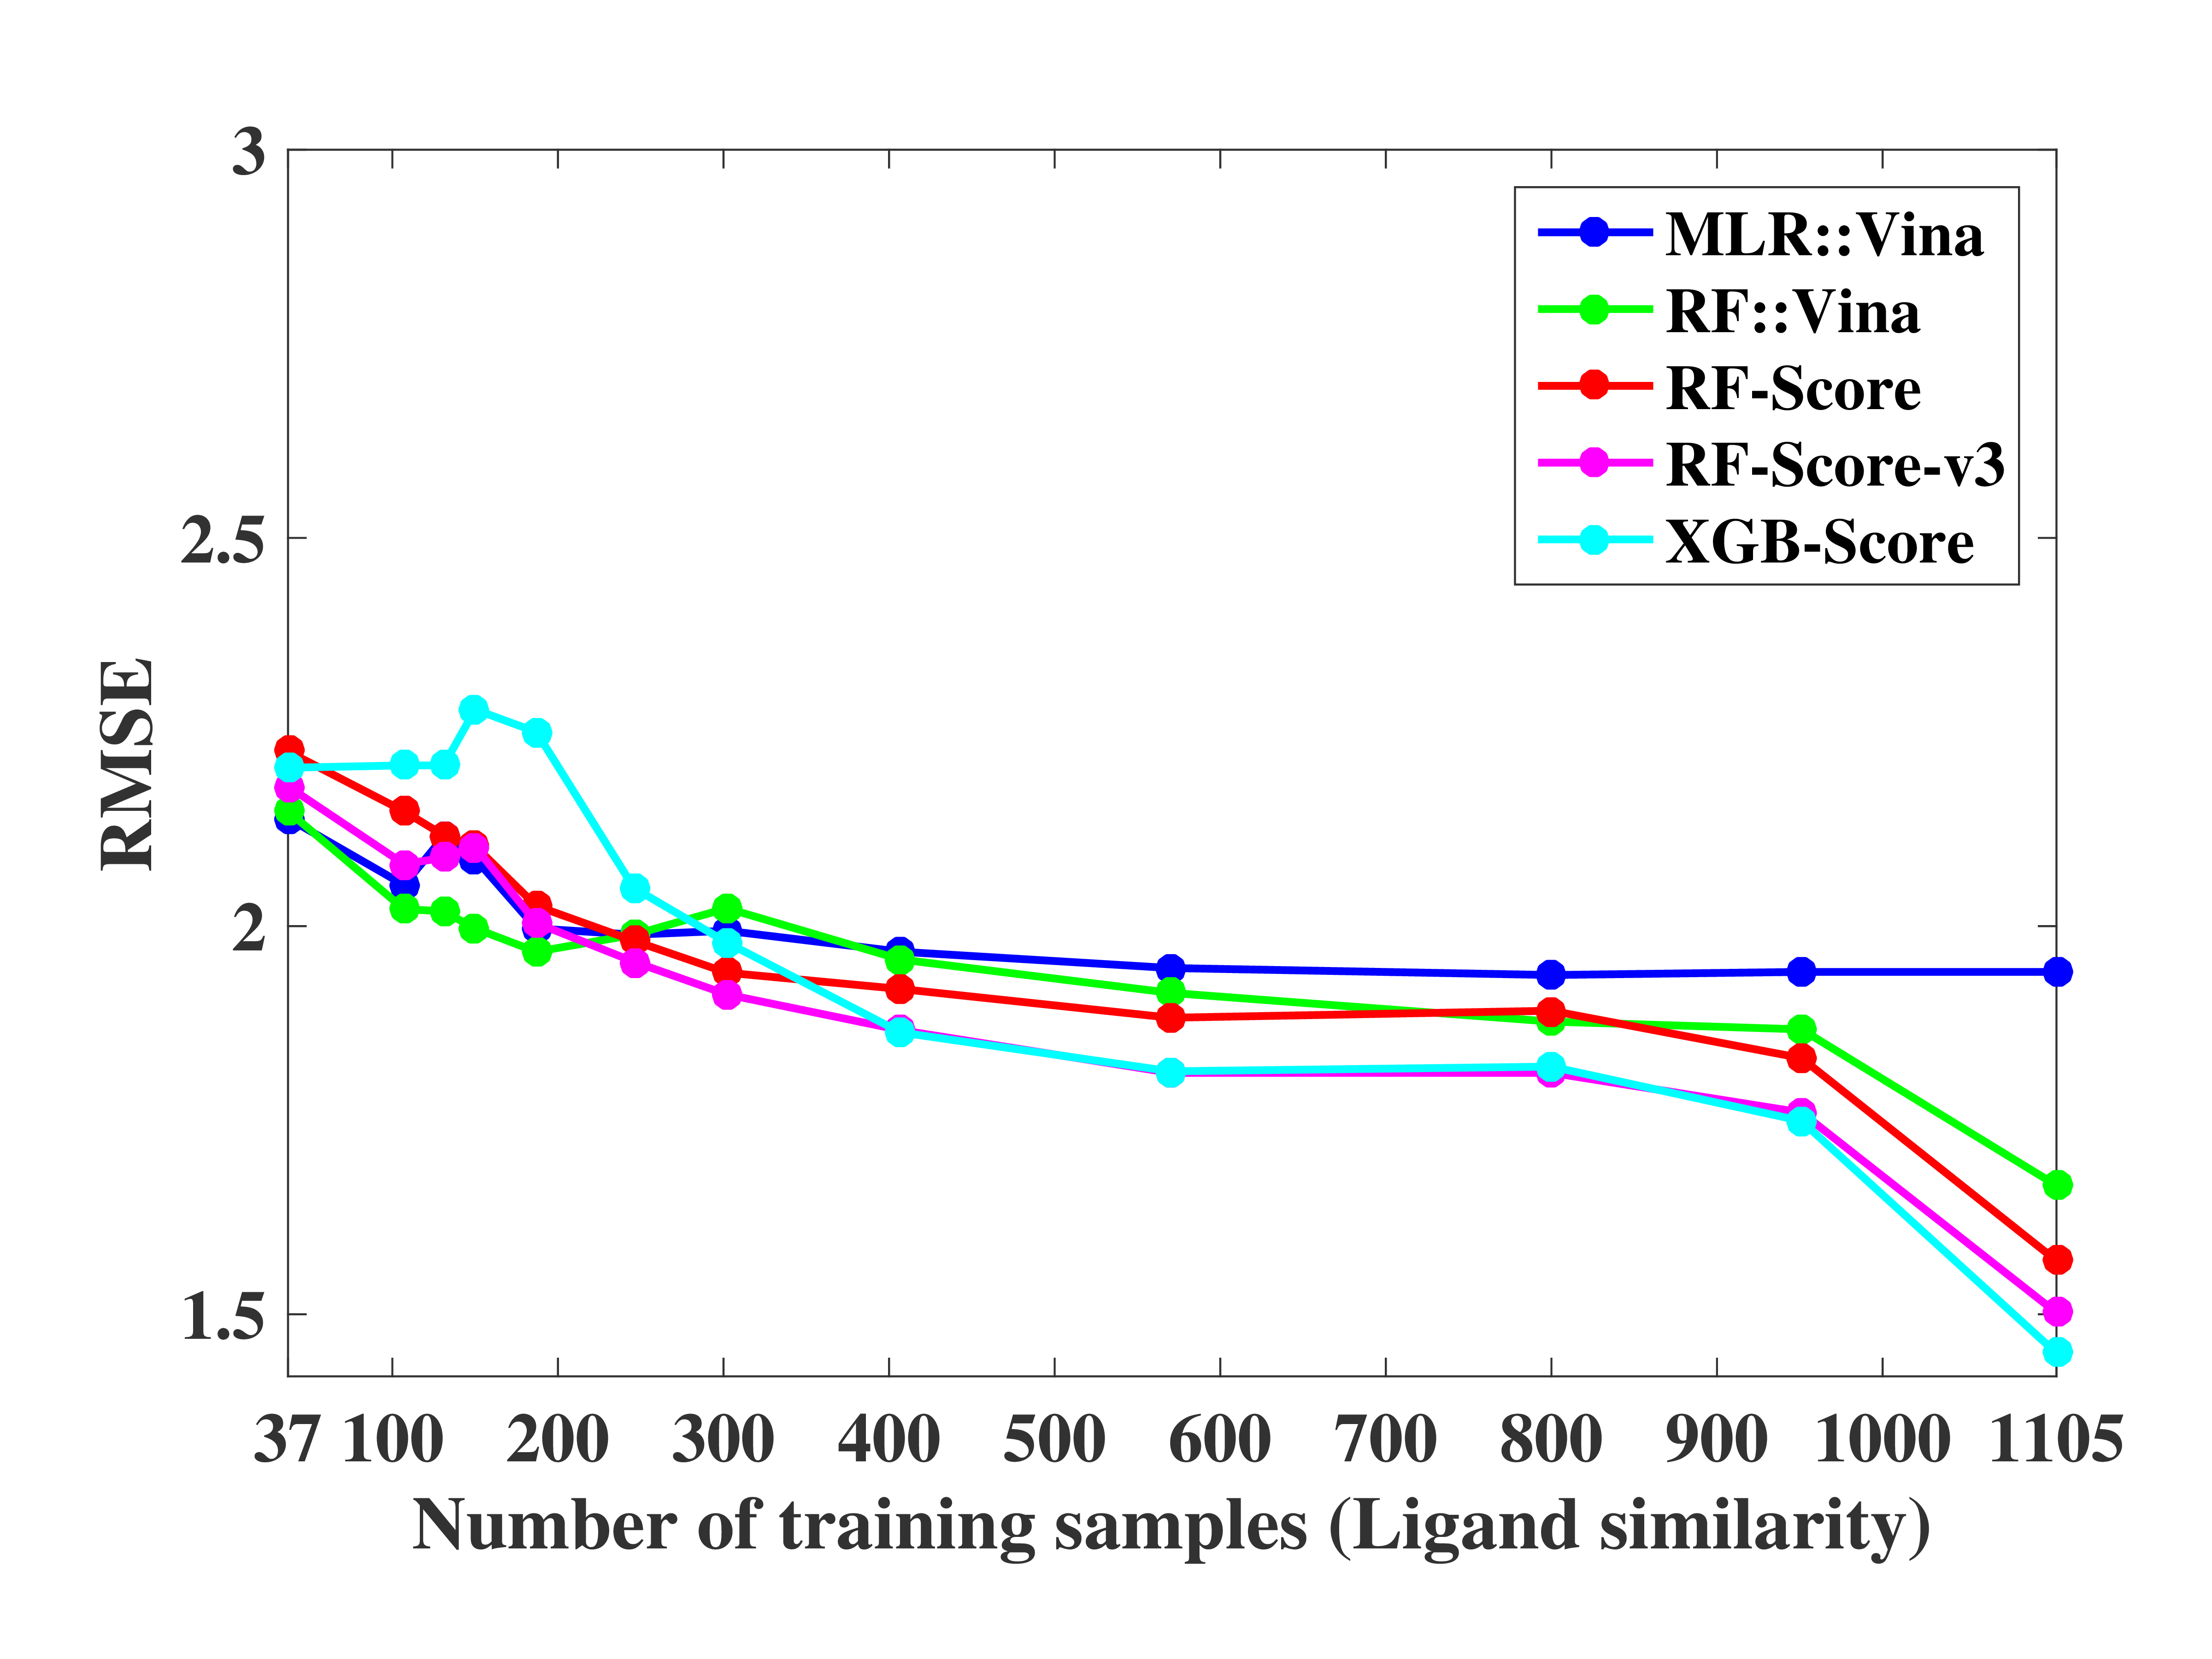 3
MLR::Vina
RF::Vina
RF-Score
RF-Score-v3
XGB-Score
2.5
RMSE
2
1.5
37 100 200 300 400 500 600 700 800 900 1000 1105
Number of training samples (Ligand similarity)